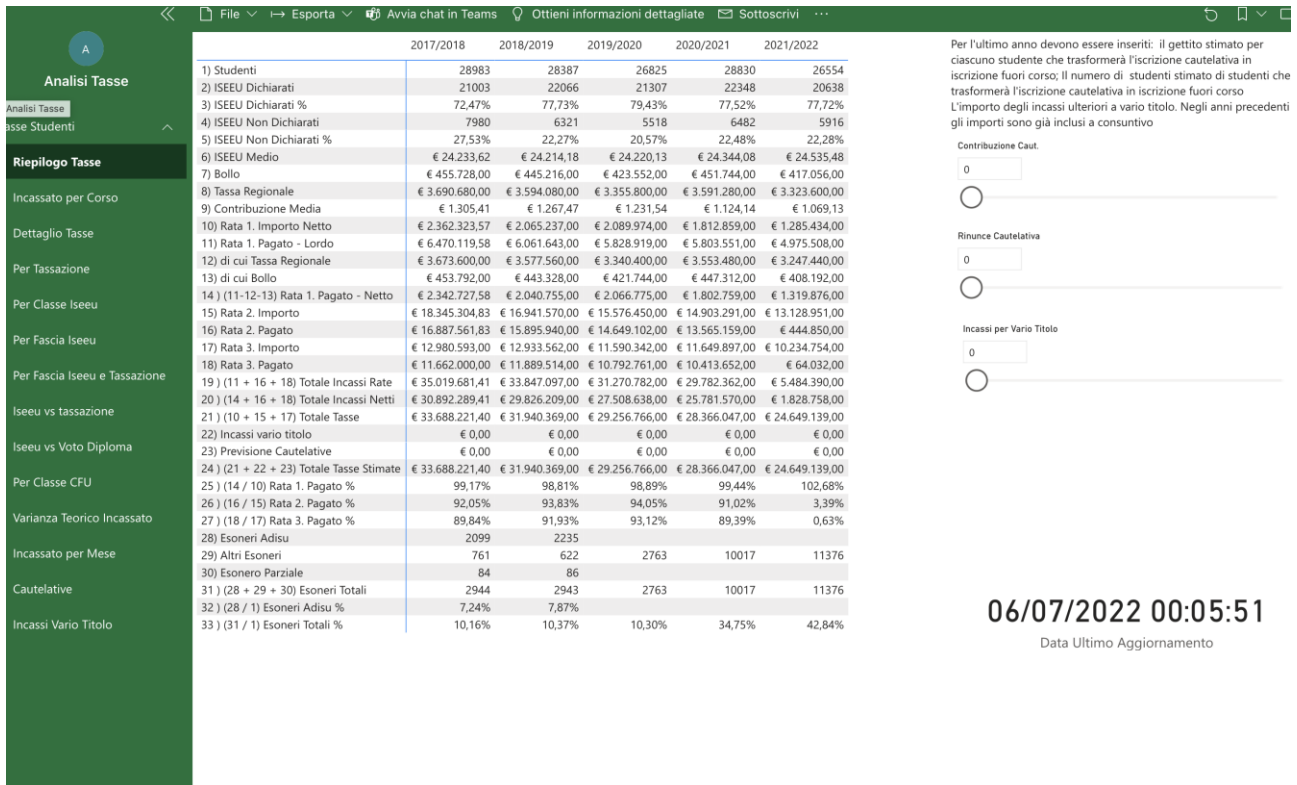 File Esporta Avvia chat in Teams Ottieni informazioni dettagliate Sottoscrivi ···
A
Analisi Tasse
Analisi Tasse
asse Studenti
Riepilogo Tasse
Incassato per Corso
Dettaglio Tasse
Per Tassazione
Per Classe Iseeu
Per Fascia Iseeu
Per Fascia Iseeu e Tassazione
Iseeu vs tassazione
Iseeu vs Voto Diploma
Per Classe CFU
Varianza Teorico Incassato
Incassato per Mese
Cautelative
Incassi Vario Titolo
2017/2018 2018/2019 2019/2020 2020/2021 2021/2022
1) Studenti 28983 28387 26825 28830 26554
2) ISEEU Dichiarati 21003 22066 21307 22348 20638
3) ISEEU Dichiarati % 72,47% 77,73% 79,43% 77,52% 77,72%
4) ISEEU Non Dichiarati 7980 6321 5518 6482 5916
5) ISEEU Non Dichiarati % 27,53% 22,27% 20,57% 22,48% 22,28%
6) ISEEU Medio € 24.233,62 € 24.214,18 € 24.220,13 € 24.344,08 € 24.535,48
7) Bollo € 455.728,00 € 445.216,00 € 423.552,00 € 451.744,00 € 417.056,00
8) Tassa Regionale € 3.690.680,00 € 3.594.080,00 € 3.355.800,00 € 3.591.280,00 € 3.323.600,00
9) Contribuzione Media € 1.305,41 € 1.267,47 € 1.231,54 € 1.124,14 € 1.069,13
10) Rata 1. Importo Netto € 2.362.323,57 € 2.065.237,00 € 2.089.974,00 € 1.812.859,00 € 1.285.434,00
11) Rata 1. Pagato - Lordo € 6.470.119,58 € 6.061.643,00 € 5.828.919,00 € 5.803.551,00 € 4.975.508,00
12) di cui Tassa Regionale € 3.673.600,00 € 3.577.560,00 € 3.340.400,00 € 3.553.480,00 € 3.247.440,00
13) di cui Bollo € 453.792,00 € 443.328,00 € 421.744,00 € 447.312,00 € 408.192,00
14 ) (11-12-13) Rata 1. Pagato - Netto € 2.342.727,58 € 2.040.755,00 € 2.066.775,00 € 1.802.759,00 € 1.319.876,00
15) Rata 2. Importo € 18.345.304,83 € 16.941.570,00 € 15.576.450,00 € 14.903.291,00 € 13.128.951,00
16) Rata 2. Pagato € 16.887.561,83 € 15.895.940,00 € 14.649.102,00 € 13.565.159,00 € 444.850,00
17) Rata 3. Importo € 12.980.593,00 € 12.933.562,00 € 11.590.342,00 € 11.649.897,00 € 10.234.754,00
18) Rata 3. Pagato € 11.662.000,00 € 11.889.514,00 € 10.792.761,00 € 10.413.652,00 € 64.032,00
19 ) (11 + 16 + 18) Totale Incassi Rate € 35.019.681,41 € 33.847.097,00 € 31.270.782,00 € 29.782.362,00 € 5.484.390,00
20 ) (14 + 16 + 18) Totale Incassi Netti € 30.892.289,41 € 29.826.209,00 € 27.508.638,00 € 25.781.570,00 € 1.828.758,00
21 ) (10 + 15 + 17) Totale Tasse € 33.688.221,40 € 31.940.369,00 € 29.256.766,00 € 28.366.047,00 € 24.649.139,00
22) Incassi vario titolo € 0,00 € 0,00 € 0,00 € 0,00 € 0,00
23) Previsione Cautelative € 0,00 € 0,00 € 0,00 € 0,00 € 0,00
24 ) (21 + 22 + 23) Totale Tasse Stimate € 33.688.221,40 € 31.940.369,00 € 29.256.766,00 € 28.366.047,00 € 24.649.139,00
25 ) (14 / 10) Rata 1. Pagato % 99,17% 98,81% 98,89% 99,44% 102,68%
26 ) (16 / 15) Rata 2. Pagato % 92,05% 93,83% 94,05% 91,02% 3,39%
27 ) (18 / 17) Rata 3. Pagato % 89,84% 91,93% 93,12% 89,39% 0,63%
28) Esoneri Adisu 2099 2235
29) Altri Esoneri 761 622 2763 10017 11376
30) Esonero Parziale 84 86
31 ) (28 + 29 + 30) Esoneri Totali 2944 2943 2763 10017 11376
32 ) (28 / 1) Esoneri Adisu % 7,24% 7,87%
33 ) (31 / 1) Esoneri Totali % 10,16% 10,37% 10,30% 34,75% 42,84%
Per l'ultimo anno devono essere inseriti: il gettito stimato per
ciascuno studente che trasformerà l'iscrizione cautelativa in
iscrizione fuori corso; Il numero di studenti stimato di studenti che
trasformerà l'iscrizione cautelativa in iscrizione fuori corso
L'importo degli incassi ulteriori a vario titolo. Negli anni precedenti
gli importi sono già inclusi a consuntivo
Contribuzione Caut.
0
Rinunce Cautelativa
0
Incassi per Vario Titolo
0
06/07/2022 00:05:51
Data Ultimo Aggiornamento